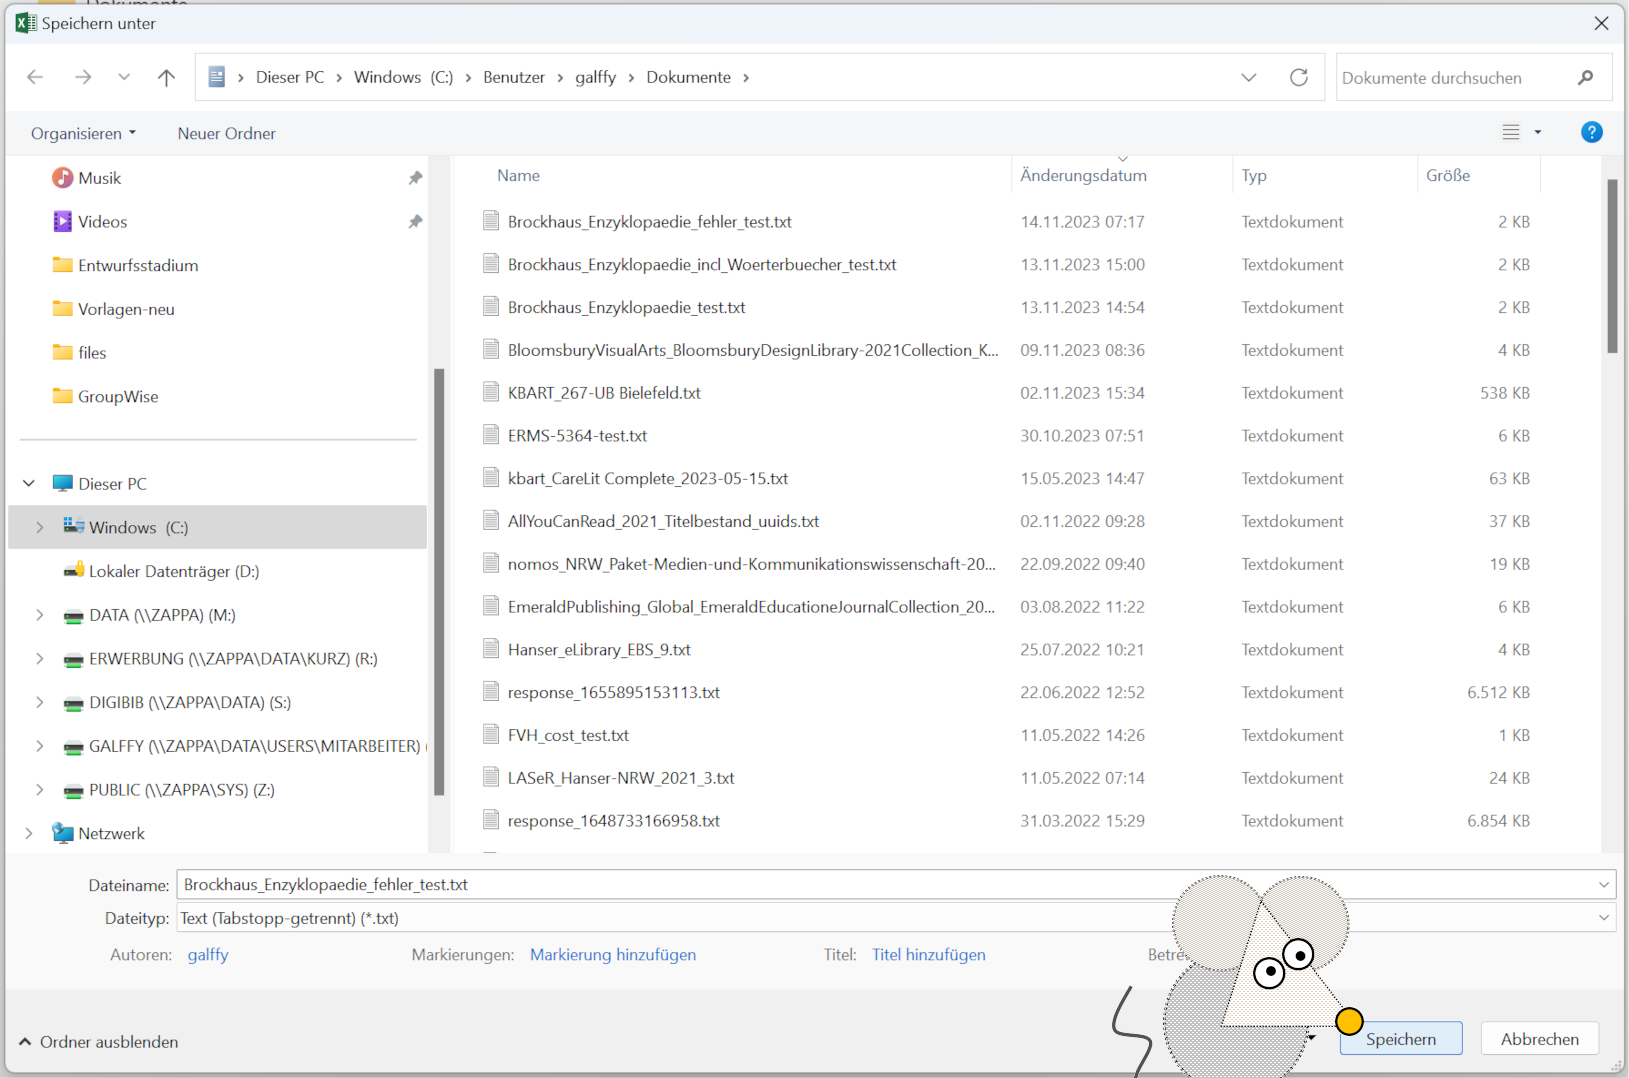 Speichern unter
Dieser PC > Windows (C:) > Benutzer > galffy > Dokumente >
Dokumente durchsuchen
Organisieren
Neuer Ordner
?
Musik
Videos
Entwurfsstadium
Vorlagen-neu
files
GroupWise
Dieser PC
Windows (C:)
Lokaler Datenträger (D:)
DATA (\\ZAPPA) (M:)
ERWERBUNG (\\ZAPPA\DATA\KURZ) (R:)
DIGIBIB (\\ZAPPA\DATA) (S:)
GALFFY (\\ZAPPA\DATA\USERS\MITARBEITER) (
PUBLIC (\\ZAPPA\SYS) (Z:)
Netzwerk
Name Änderungsdatum Typ Größe
Brockhaus_Enzyklopaedie_fehler_test.txt 14.11.2023 07:17 Textdokument 2 KB
Brockhaus_Enzyklopaedie_incl_Woerterbuecher_test.txt 13.11.2023 15:00 Textdokument 2 KB
Brockhaus_Enzyklopaedie_test.txt 13.11.2023 14:54 Textdokument 2 KB
BloomsburyVisualArts_BloomsburyDesignLibrary-2021Collection_K... 09.11.2023 08:36 Textdokument 4 KB
KBART_267-UB Bielefeld.txt 02.11.2023 15:34 Textdokument 538 KB
ERMS-5364-test.txt 30.10.2023 07:51 Textdokument 6 KB
kbart_CareLit Complete_2023-05-15.txt 15.05.2023 14:47 Textdokument 63 KB
AllYouCanRead_2021_Titelbestand_uuids.txt 02.11.2022 09:28 Textdokument 37 KB
nomos_NRW_Paket-Medien-und-Kommunikationswissenschaft-20... 22.09.2022 09:40 Textdokument 19 KB
EmeraldPublishing_Global_EmeraldEducationeJournalCollection_20... 03.08.2022 11:22 Textdokument 6 KB
Hanser_eLibrary_EBS_9.txt 25.07.2022 10:21 Textdokument 4 KB
response_1655895153113.txt 22.06.2022 12:52 Textdokument 6.512 KB
FVH_cost_test.txt 11.05.2022 14:26 Textdokument 1 KB
LASeR_Hanser-NRW_2021_3.txt 11.05.2022 07:14 Textdokument 24 KB
response_1648733166958.txt 31.03.2022 15:29 Textdokument 6.854 KB
Dateiname: Brockhaus_Enzyklopaedie_fehler_test.txt
Dateityp: Text (Tabstopp-getrennt) (*.txt)
Autoren: galffy Markierungen: Markierung hinzufügen Titel: Titel hinzufügen Betre
Ordner ausblenden
Speichern
Abbrechen